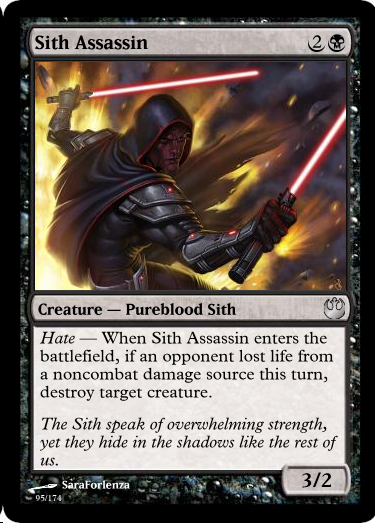 Sith Assassin 2
Creature — Pureblood Sith
Hate — When Sith Assassin enters the
battlefield, if an opponent lost life from
a noncombat damage source this turn,
destroy target creature.
The Sith speak of overwhelming strength,
yet they hide in the shadows like the rest of
us.
3/2
SaraForlenza
95/174